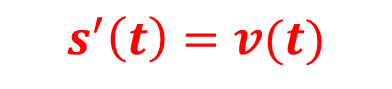 s′(t) = v(t)